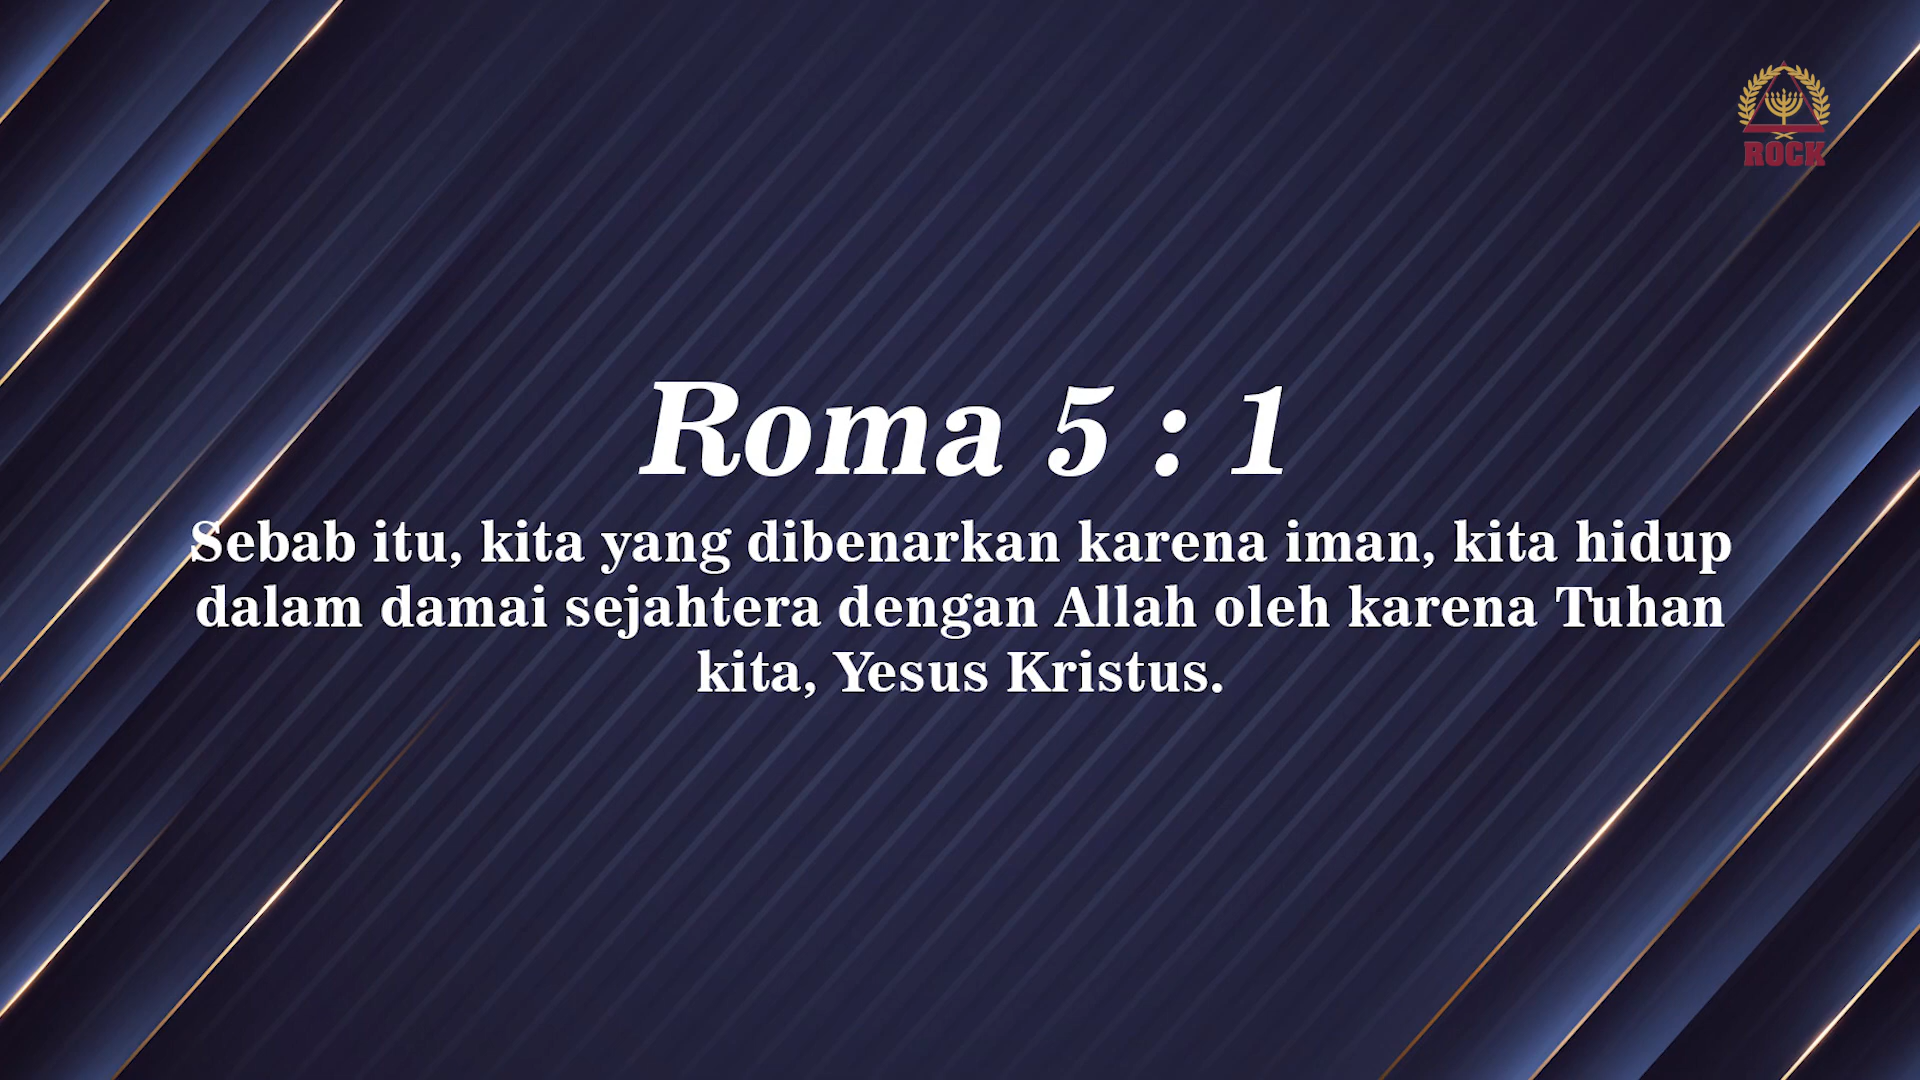 ROCK
Roma 5 : 1
Sebab itu, kita yang dibenarkan karena iman, kita hidup
dalam damai sejahtera dengan Allah oleh karena Tuhan
kita, Yesus Kristus.